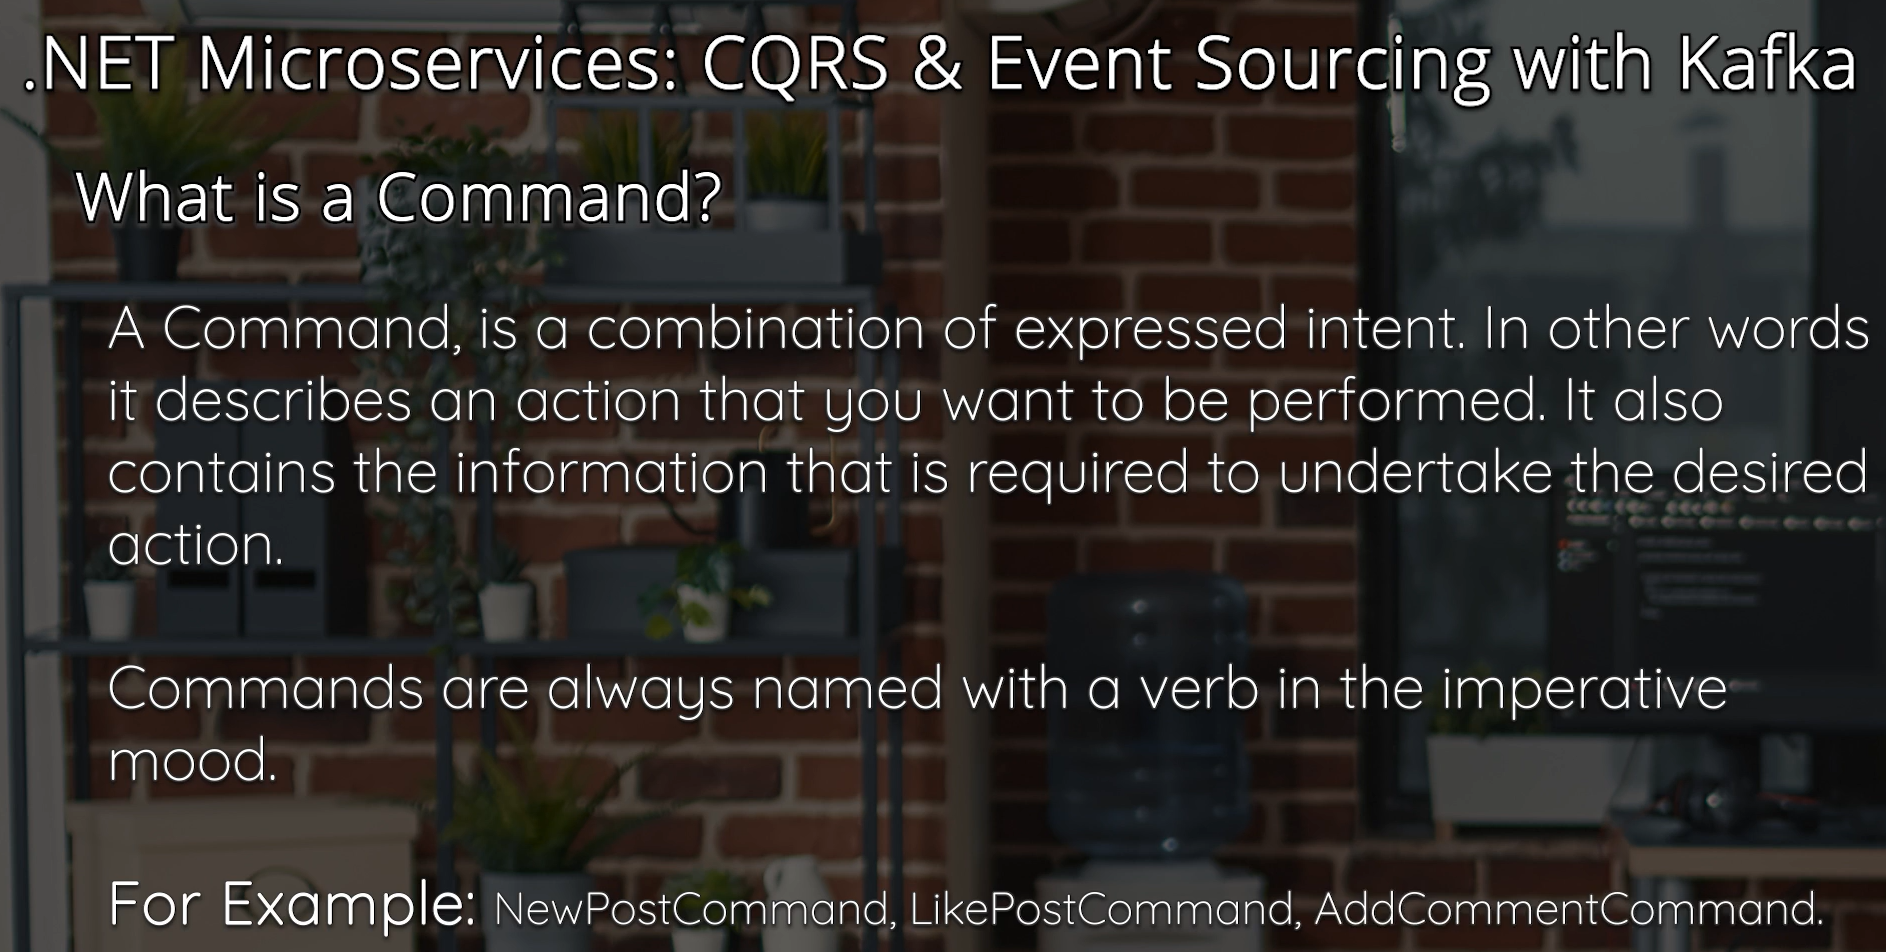 .NET Microservices: CQRS & Event Sourcing with Kafka
What is a Command?
A Command, is a combination of expressed intent. In other words
it describes an action that you want to be performed. It also
contains the information that is required to undertake the desired
action.
Commands are always named with a verb in the imperative
mood.
For Example: NewPostCommand, LikePostCommand, AddCommentCommand.